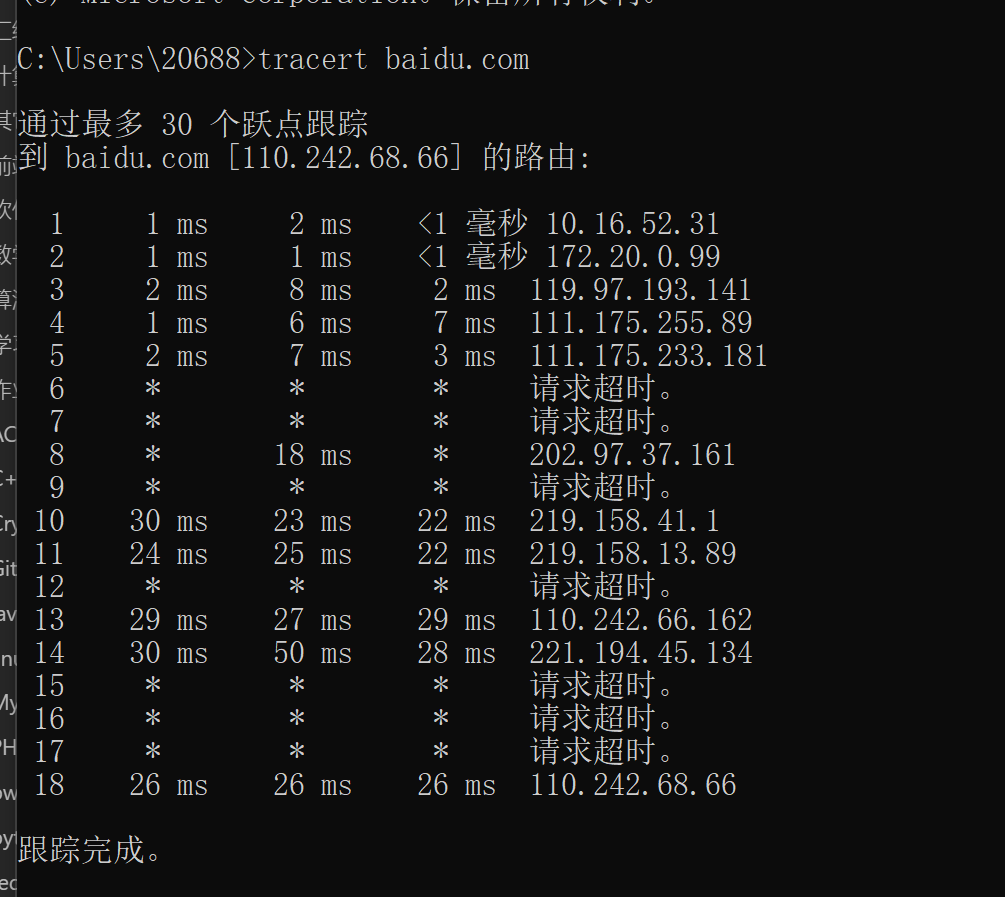 C:\Users\20688>tracert baidu.com
通过最多 30 个跃点跟踪
到 baidu.com [110.242.68.66] 的路由:
1 1 ms 2 ms <1 毫秒 10.16.52.31
2 1 ms 1 ms <1 毫秒 172.20.0.99
3 2 ms 8 ms 2 ms 119.97.193.141
4 1 ms 6 ms 7 ms 111.175.255.89
5 2 ms 7 ms 3 ms 111.175.233.181
6 * * * 请求超时。
7 * * * 请求超时。
8 * 18 ms * 202.97.37.161
9 * * * 请求超时。
10 30 ms 23 ms 22 ms 219.158.41.1
11 24 ms 25 ms 22 ms 219.158.13.89
12 * * * 请求超时。
13 29 ms 27 ms 29 ms 110.242.66.162
14 30 ms 50 ms 28 ms 221.194.45.134
15 * * * 请求超时。
16 * * * 请求超时。
17 * * * 请求超时。
18 26 ms 26 ms 26 ms 110.242.68.66
跟踪完成。